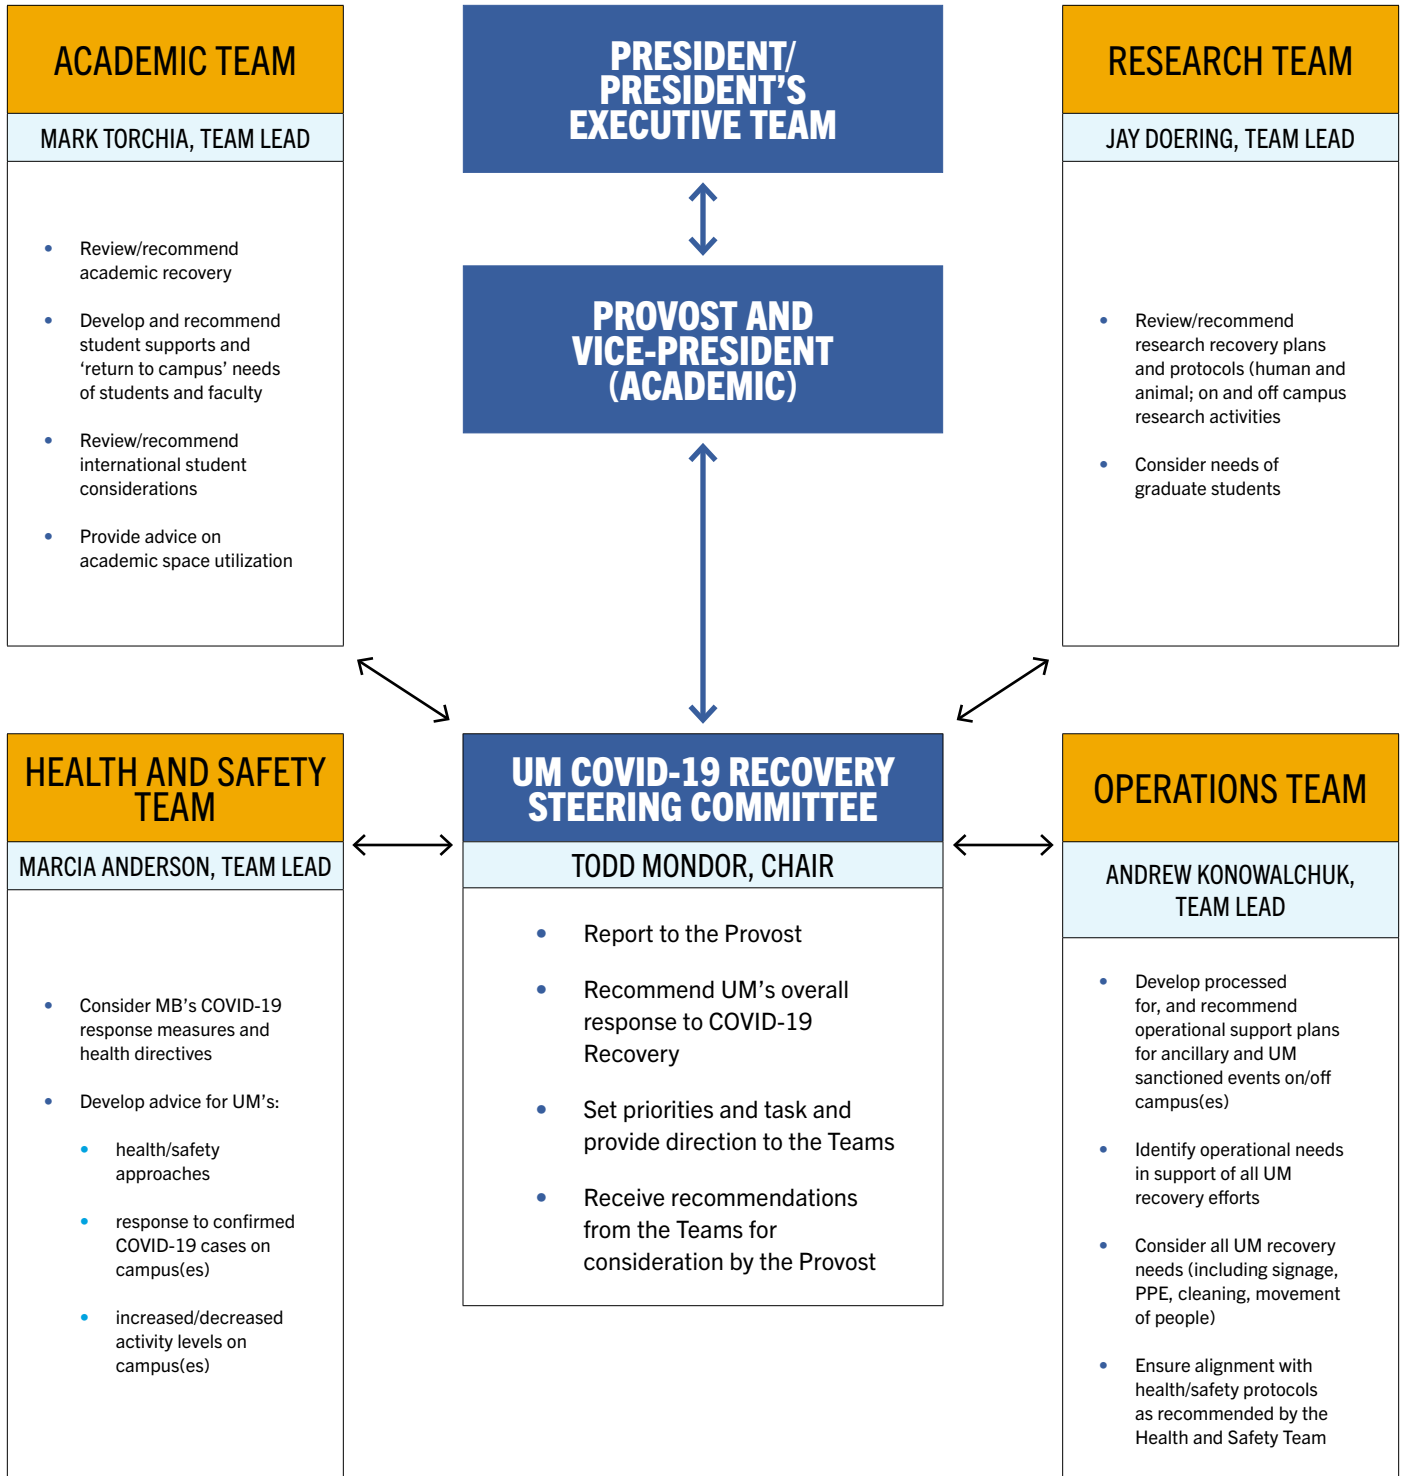 ACADEMIC TEAM
MARK TORCHIA, TEAM LEAD
• Review/recommend
academic recovery
• Develop and recommend
student supports and
‘return to campus’ needs
of students and faculty
• Review/recommend
international student
considerations
• Provide advice on
academic space utilization
PRESIDENT/
PRESIDENT’S
EXECUTIVE TEAM
PROVOST AND
VICE-PRESIDENT
(ACADEMIC)
RESEARCH TEAM
JAY DOERING, TEAM LEAD
• Review/recommend
research recovery plans
and protocols (human and
animal; on and off campus
research activities
• Consider needs of
graduate students
HEALTH AND SAFETY
TEAM
MARCIA ANDERSON, TEAM LEAD
• Consider MB’s COVID-19
response measures and
health directives
• Develop advice for UM’s:
• health/safety
approaches
• response to confirmed
COVID-19 cases on
campus(es)
• increased/decreased
activity levels on
campus(es)
UM COVID-19 RECOVERY
STEERING COMMITTEE
TODD MONDOR, CHAIR
• Report to the Provost
• Recommend UM’s overall
response to COVID-19
Recovery
• Set priorities and task and
provide direction to the Teams
• Receive recommendations
from the Teams for
consideration by the Provost
OPERATIONS TEAM
ANDREW KONOWALCHUK,
TEAM LEAD
• Develop processed
for, and recommend
operational support plans
for ancillary and UM
sanctioned events on/off
campus(es)
• Identify operational needs
in support of all UM
recovery efforts
• Consider all UM recovery
needs (including signage,
PPE, cleaning, movement
of people)
• Ensure alignment with
health/safety protocols
as recommended by the
Health and Safety Team